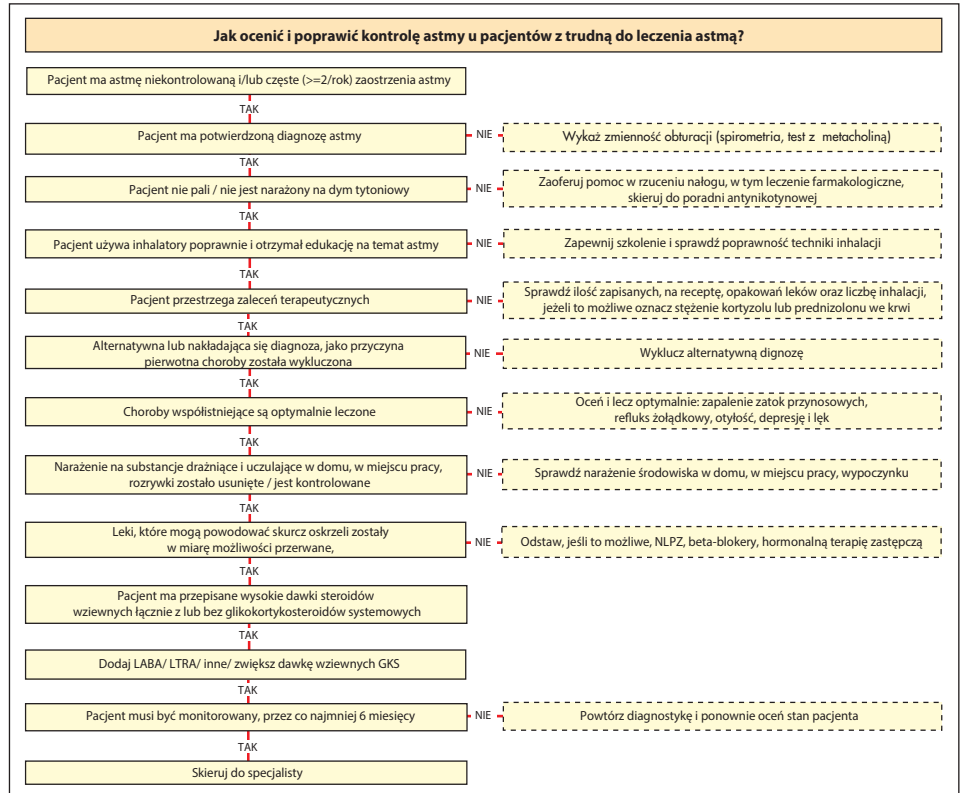 Jak ocenić i poprawić kontrolę astmy u pacjentów z trudną do leczenia astmą?
Pacjent ma astmę niekontrolowaną i/lub częste (>=2/rok) zaostrzenia astmy
TAK
Pacjent ma potwierdzoną diagnozę astmy
NIE
Wykaż zmienność obturacji (spirometria, test z metacholiną)
TAK
Pacjent nie pali / nie jest narażony na dym tytoniowy
NIE
Zaoferuj pomoc w rzuceniu nałogu, w tym leczenie farmakologiczne,
skieruj do poradni antynikotynowej
TAK
Pacjent używa inhalatory poprawnie i otrzymał edukację na temat astmy
NIE
Zapewnij szkolenie i sprawdź poprawność techniki inhalacji
TAK
Pacjent przestrzega zaleceń terapeutycznych
NIE
Sprawdź ilość zapisanych, na receptę, opakowań leków oraz liczbę inhalacji,
jeżeli to możliwe oznacz stężenie kortyzolu lub prednizolonu we krwi
TAK
Alternatywna lub nakładająca się diagnoza, jako przyczyna
pierwotna choroby została wykluczona
NIE
Wyklucz alternatywną dignozę
TAK
Choroby współistniejące są optymalnie leczone
NIE
Oceń i lecz optymalnie: zapalenie zatok przynosowych,
refluks żołądkowy, otyłość, depresję i lęk
TAK
Narażenie na substancje drażniące i uczulające w domu, w miejscu pracy,
rozrywki zostało usunięte / jest kontrolowane
NIE
Sprawdź narażenie środowiska w domu, w miejscu pracy, wypoczynku
TAK
Leki, które mogą powodować skurcz oskrzeli zostały
w miarę możliwości przerwane,
NIE
Odstaw, jeśli to możliwe, NLPZ, beta-blokery, hormonalną terapię zastępczą
TAK
Pacjent ma przepisane wysokie dawki steroidów
wziewnych łącznie z lub bez glikokortykosteroidów systemowych
TAK
Dodaj LABA/ LTRA/ inne/ zwiększ dawkę wziewnych GKS
TAK
Pacjent musi być monitorowany, przez co najmniej 6 miesięcy
NIE
Powtórz diagnostykę i ponownie oceń stan pacjenta
TAK
Skieruj do specjalisty